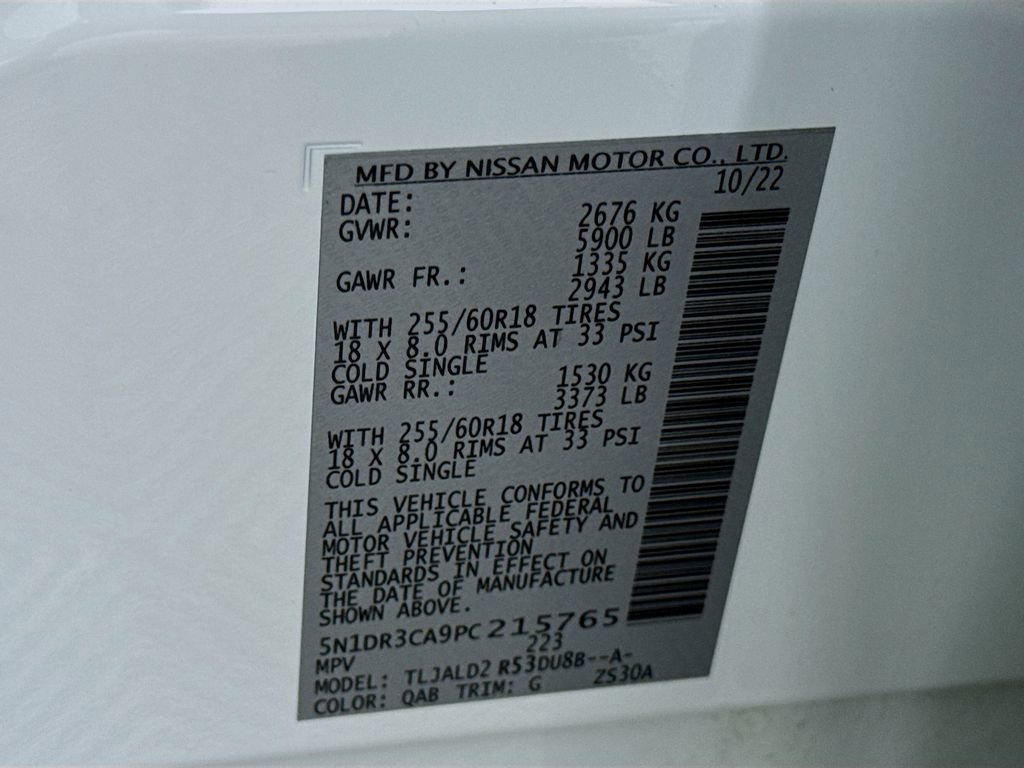 MFD BY NISSAN MOTOR CO., LTD.
DATE: 10/22
GVWR: 2676 KG
5900 LB
GAWR FR.: 1335 KG
2943 LB
WITH 255/60R18 TIRES
18 X 8.0 RIMS AT 33 PSI
COLD SINGLE
GAWR RR.: 1530 KG
3373 LB
WITH 255/60R18 TIRES
18 X 8.0 RIMS AT 33 PSI
COLD SINGLE
THIS VEHICLE CONFORMS TO
ALL APPLICABLE FEDERAL
MOTOR VEHICLE SAFETY AND
THEFT PREVENTION
STANDARDS IN EFFECT ON
THE DATE OF MANUFACTURE
SHOWN ABOVE.
5N1DR3CA9PC215765
MPV 223
MODEL: TLJALD2 R53DU8B--A-
COLOR: QAB TRIM: G ZS30A